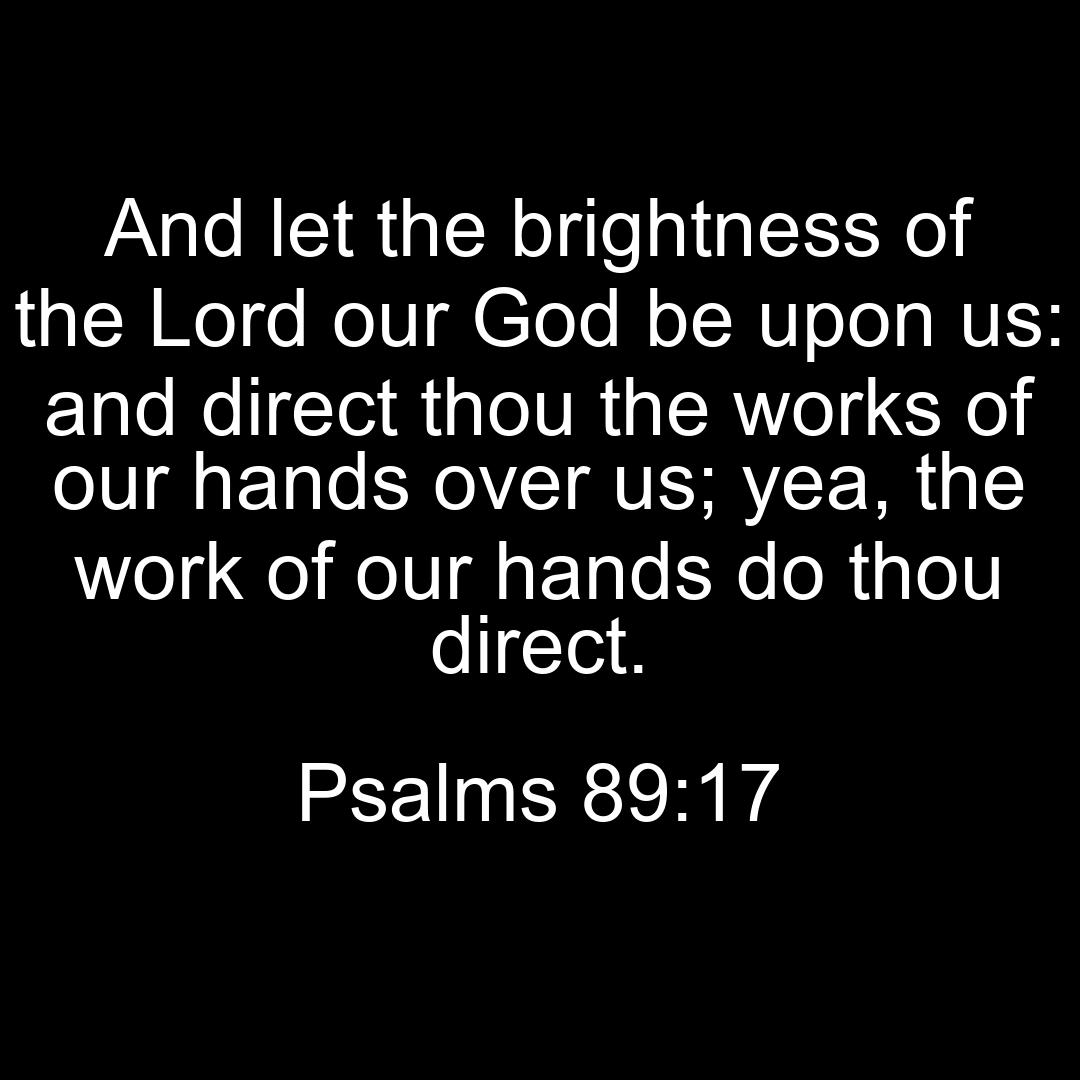 And let the brightness of
the Lord our God be upon us:
and direct thou the works of
our hands over us; yea, the
work of our hands do thou
direct.
Psalms 89:17